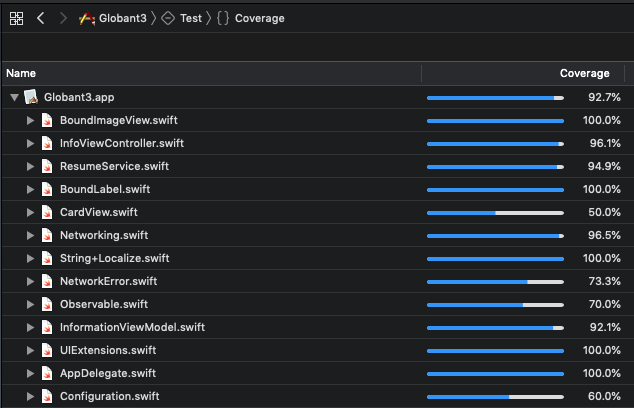 Globant3 Test {} Coverage
Name Coverage
Globant3.app 92.7%
BoundImageView.swift 100.0%
InfoViewController.swift 96.1%
ResumeService.swift 94.9%
BoundLabel.swift 100.0%
CardView.swift 50.0%
Networking.swift 96.5%
String+Localize.swift 100.0%
NetworkError.swift 73.3%
Observable.swift 70.0%
InformationViewModel.swift 92.1%
UIExtensions.swift 100.0%
AppDelegate.swift 100.0%
Configuration.swift 60.0%